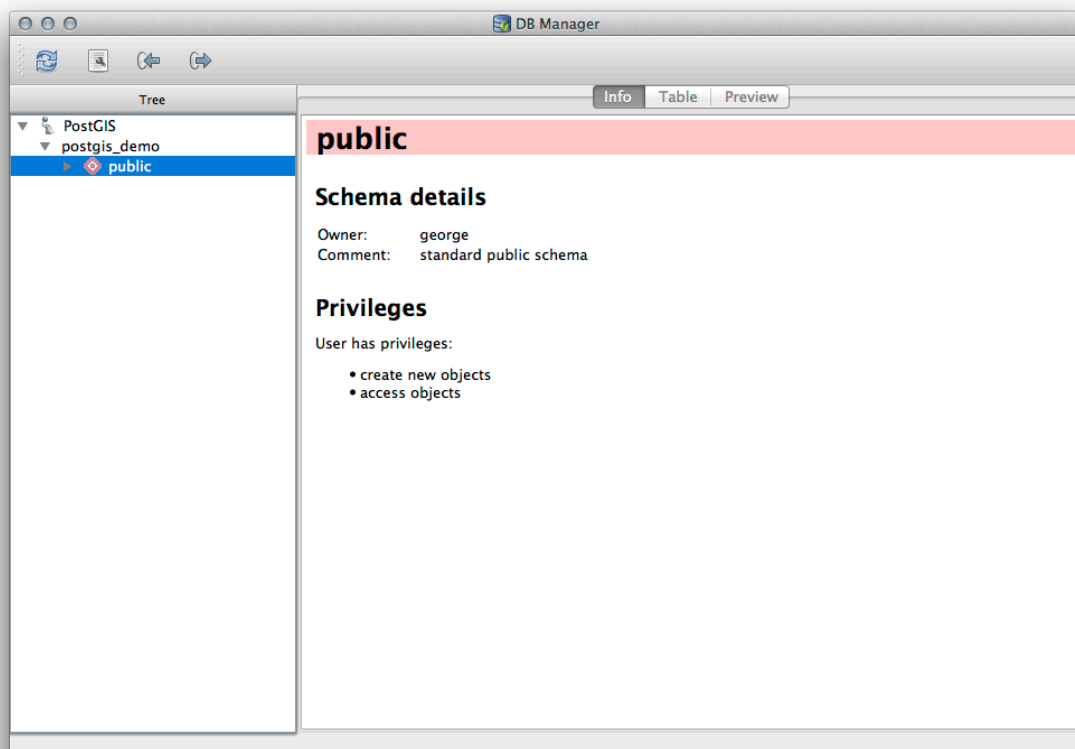 DB Manager
Tree
Info Table Preview
PostGIS
postgis_demo
public
public
Schema details
Owner: george
Comment: standard public schema
Privileges
User has privileges:
• create new objects
• access objects